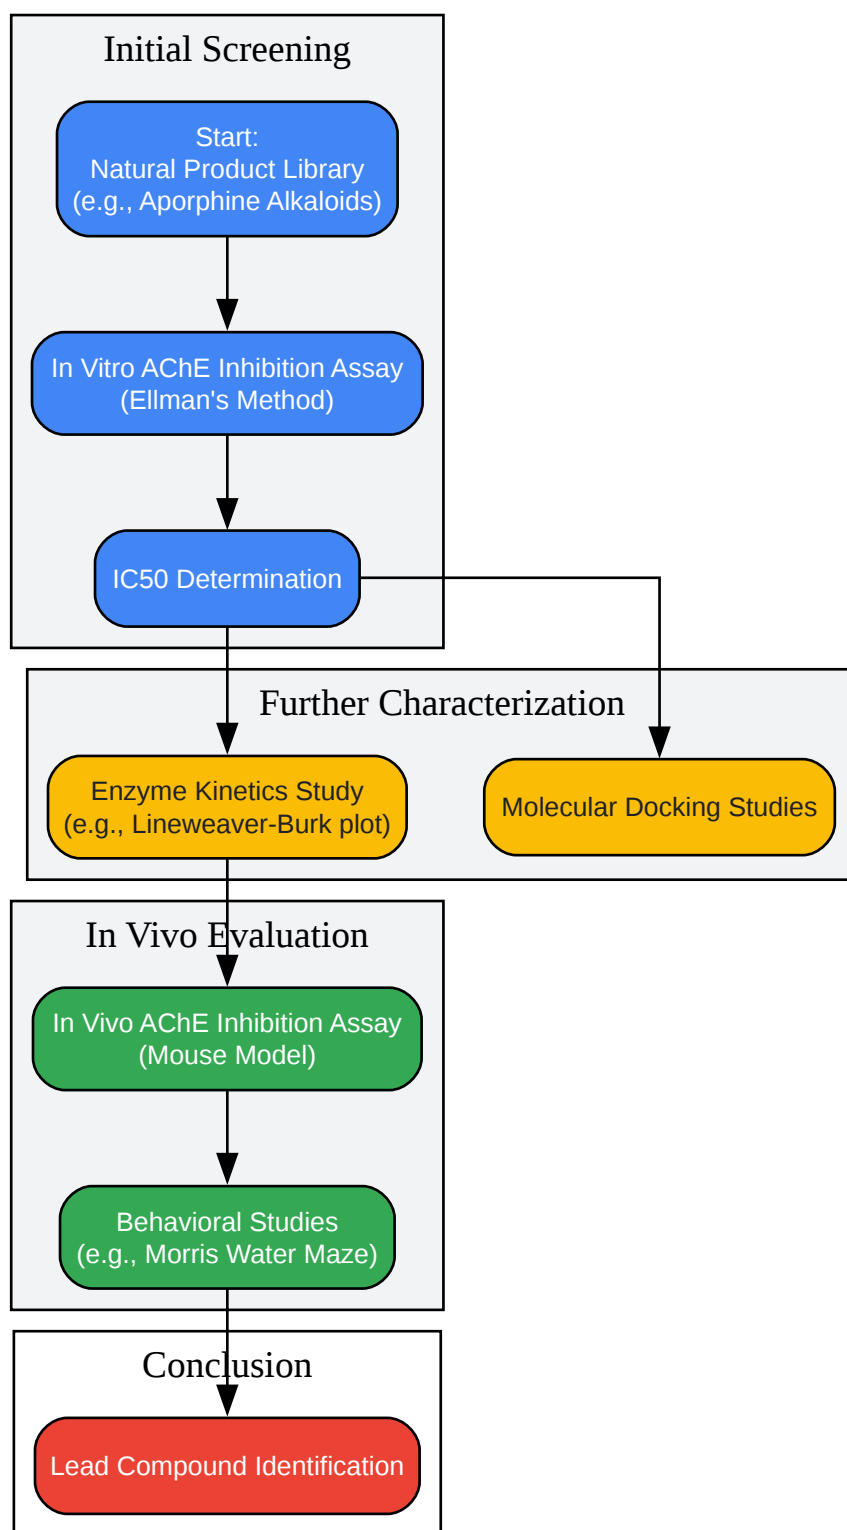 Initial Screening
Start:
Natural Product Library
(e.g., Aporphine Alkaloids)
In Vitro AChE Inhibition Assay
(Ellman's Method)
IC50 Determination
Further Characterization
Enzyme Kinetics Study
(e.g., Lineweaver-Burk plot)
Molecular Docking Studies
In Vivo Evaluation
In Vivo AChE Inhibition Assay
(Mouse Model)
Behavioral Studies
(e.g., Morris Water Maze)
Conclusion
Lead Compound Identification